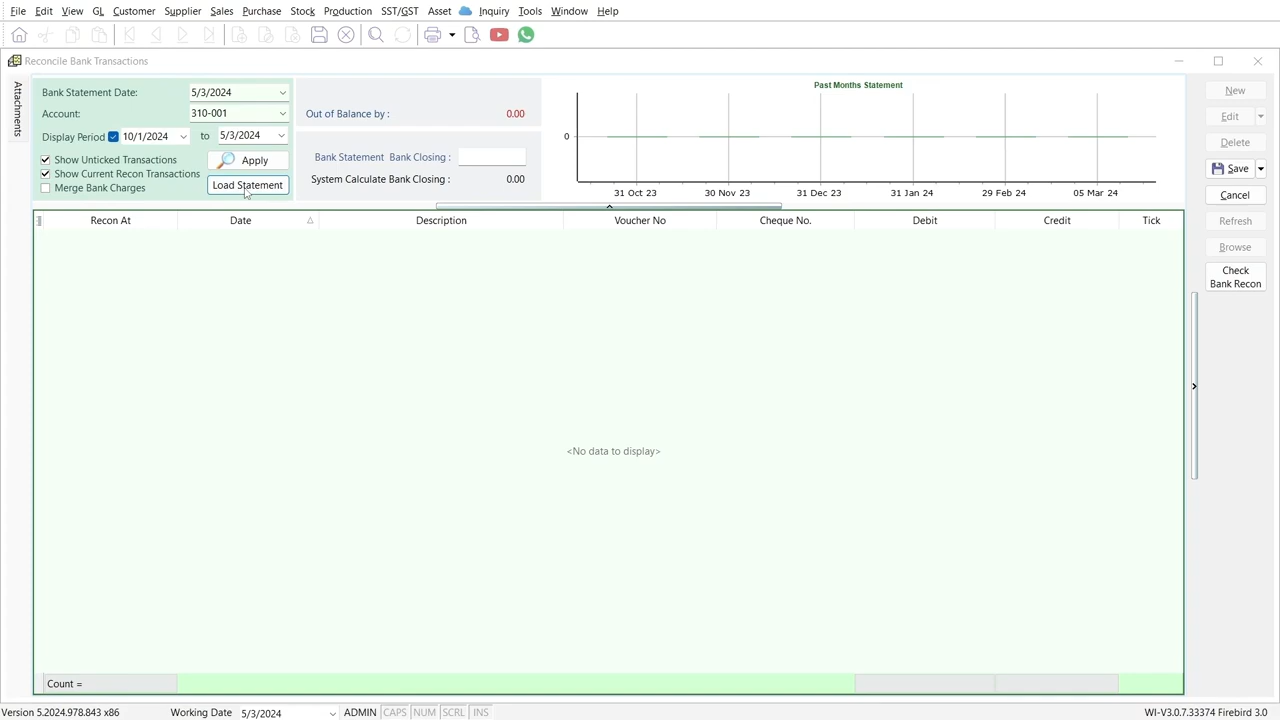 File Edit View GL Customer Supplier Sales Purchase Stock Production SST/GST Asset Inquiry Tools Window Help
Reconcile Bank Transactions
Attachments
Bank Statement Date: 5/3/2024
Account: 310-001
Display Period 10/1/2024 to 5/3/2024
Show Unticked Transactions
Apply
Show Current Recon Transactions
Merge Bank Charges
Load Statement
Out of Balance by : 0.00
Bank Statement Bank Closing :
System Calculate Bank Closing : 0.00
Past Months Statement
0
31 Oct 23 30 Nov 23 31 Dec 23 31 Jan 24 29 Feb 24 05 Mar 24
New
Edit
Delete
Save
Cancel
Refresh
Browse
Check
Bank Recon
Recon At Date Description Voucher No Cheque No. Debit Credit Tick
<No data to display>
Count =
Version 5.2024.978.843 x86 Working Date 5/3/2024 ADMIN CAPS NUM SCRL INS WI-V3.0.7.33374 Firebird 3.0